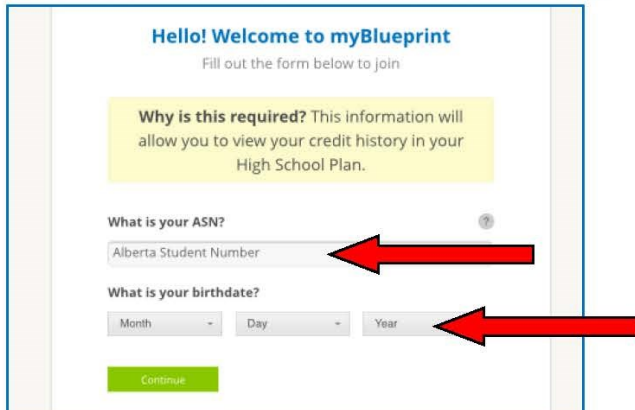 Hello! Welcome to myBlueprint
Fill out the form below to join
Why is this required? This information will
allow you to view your credit history in your
High School Plan.
What is your ASN?
?
Alberta Student Number
What is your birthdate?
Month Day Year
Continue